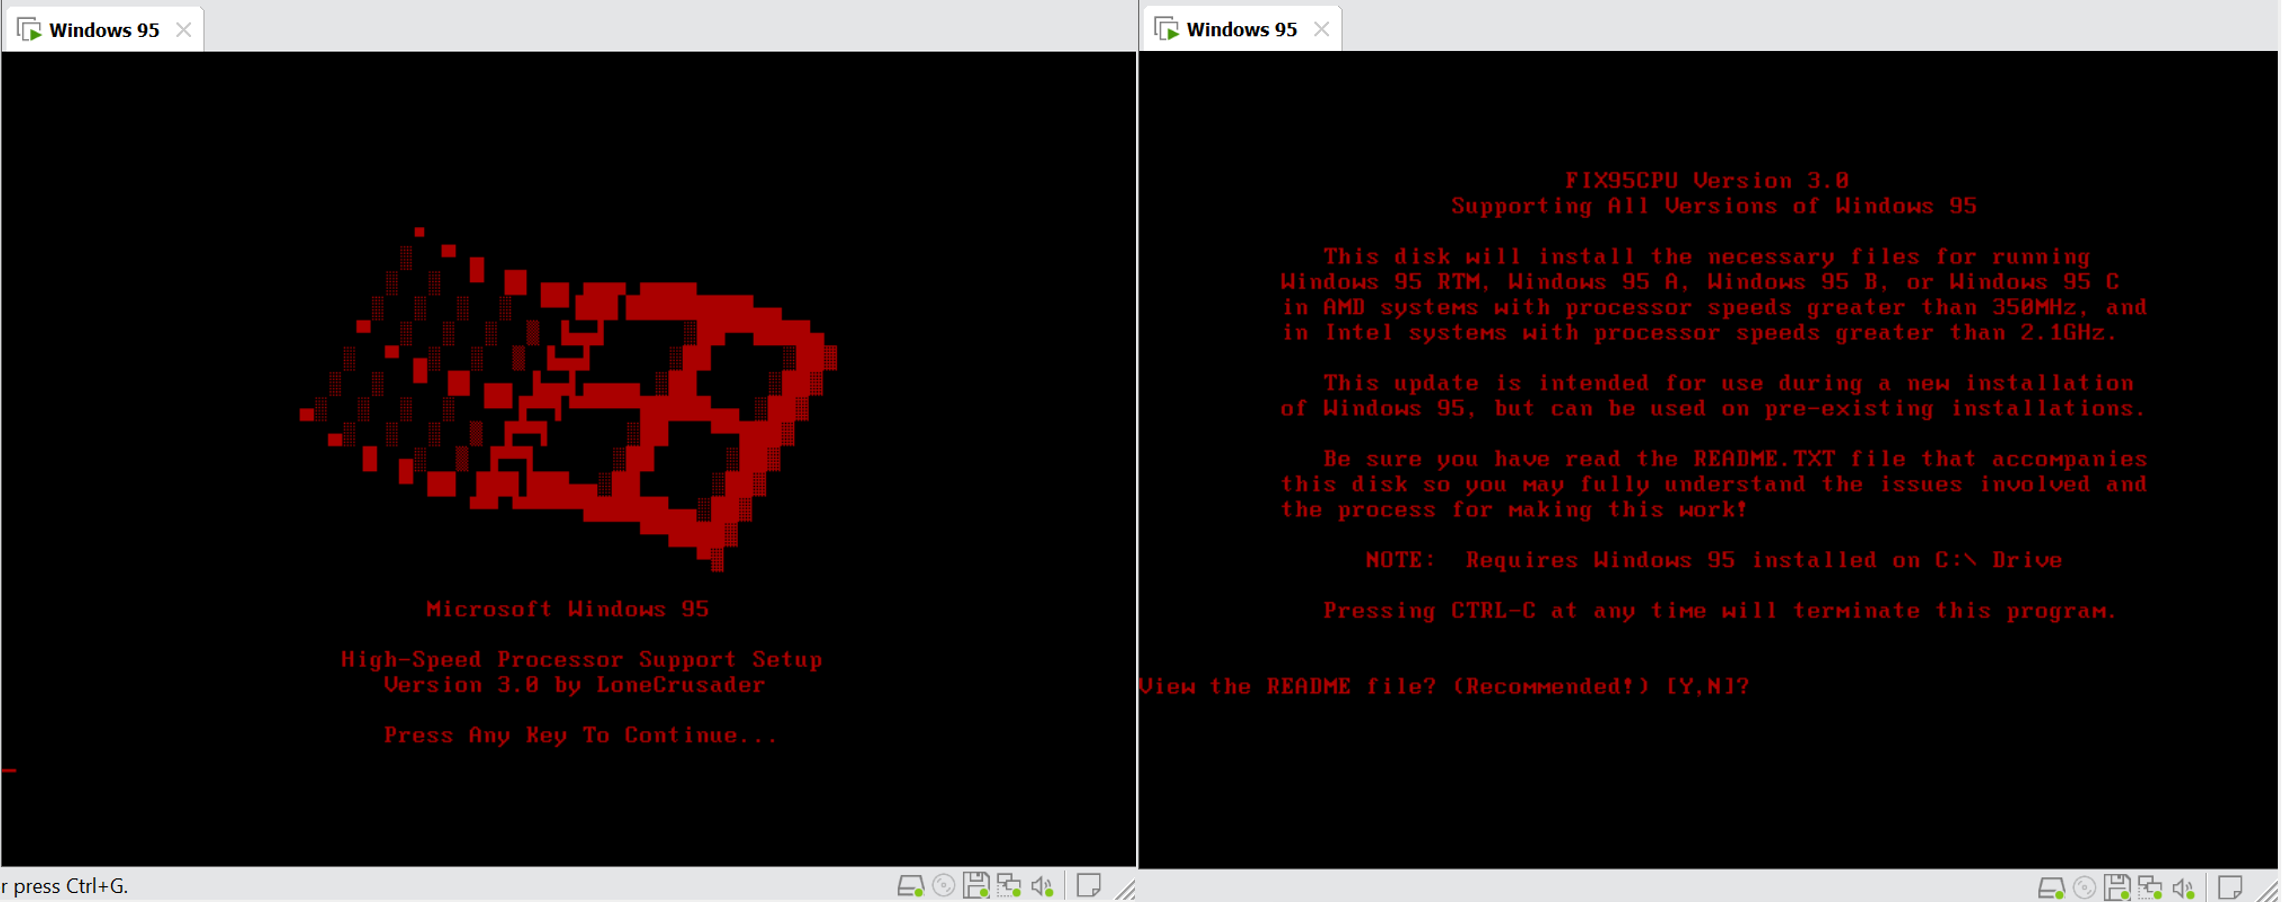 Windows 95
Microsoft Windows 95
High-Speed Processor Support Setup
Version 3.0 by LoneCrusader
Press Any Key To Continue...
r press Ctrl+G.
Windows 95
FIX95CPU Version 3.0
Supporting All Versions of Windows 95
This disk will install the necessary files for running
Windows 95 RTM, Windows 95 A, Windows 95 B, or Windows 95 C
in AMD systems with processor speeds greater than 350MHz, and
in Intel systems with processor speeds greater than 2.1GHz.
This update is intended for use during a new installation
of Windows 95, but can be used on pre-existing installations.
Be sure you have read the README.TXT file that accompanies
this disk so you may fully understand the issues involved and
the process for making this work!
NOTE: Requires Windows 95 installed on C:\ Drive
Pressing CTRL-C at any time will terminate this program.
View the README file? (Recommended!) [Y,N]?